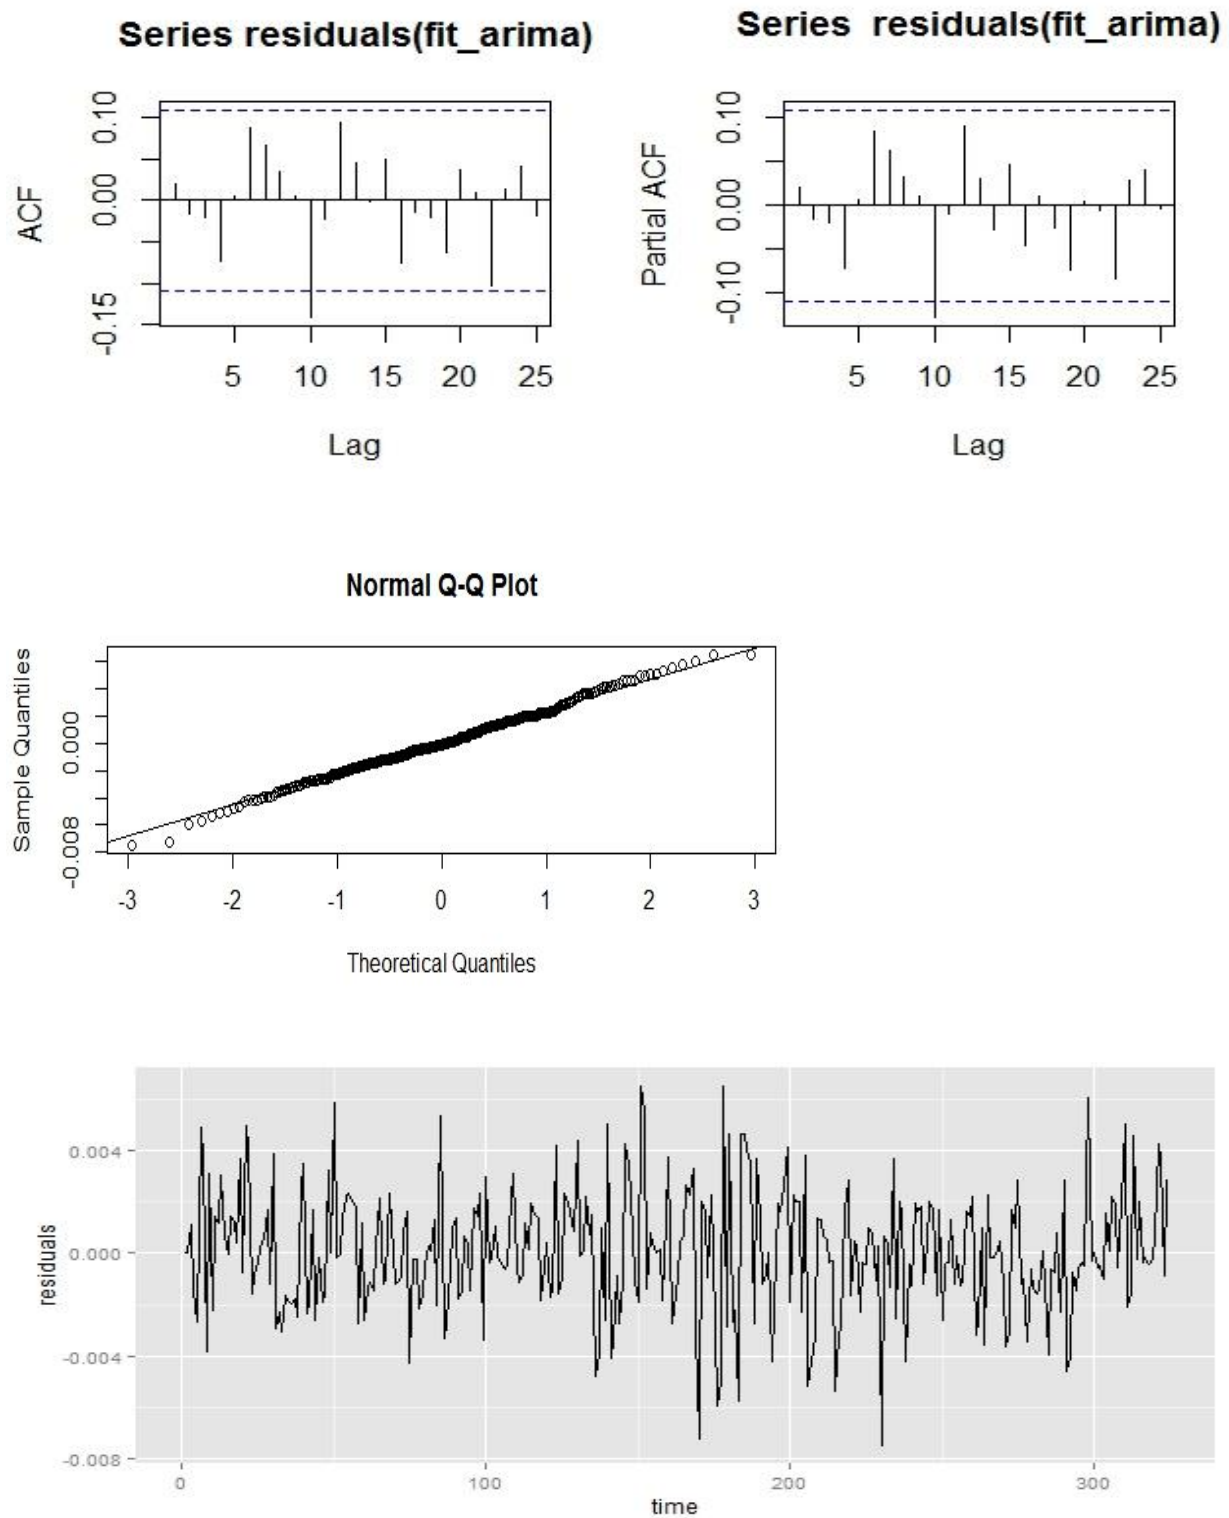 Series residuals(fit_arima)
ACF
0.10
0.00
-0.15
5 10 15 20 25
Lag
Series residuals(fit_arima)
Partial ACF
0.10
0.00
-0.10
5 10 15 20 25
Lag
Normal Q-Q Plot
Sample Quantiles
0.000
-0.008
-3 -2 -1 0 1 2 3
Theoretical Quantiles
residuals
0.004
0.000
-0.004
-0.008
0 100 200 300
time